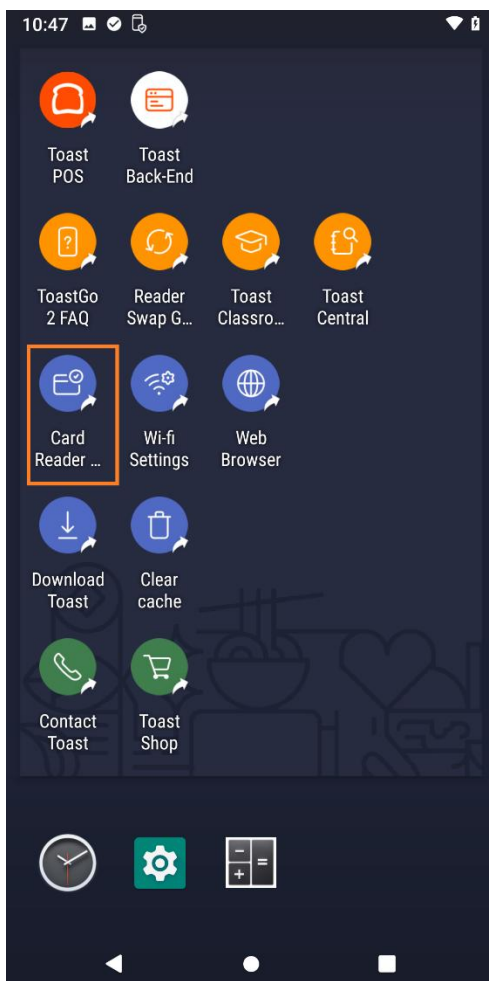 10:47
Toast
POS
Toast
Back-End
ToastGo
2 FAQ
Reader
Swap G...
Toast
Classro...
Toast
Central
Card
Reader ...
Wi-fi
Settings
Web
Browser
Download
Toast
Clear
cache
Contact
Toast
Toast
Shop